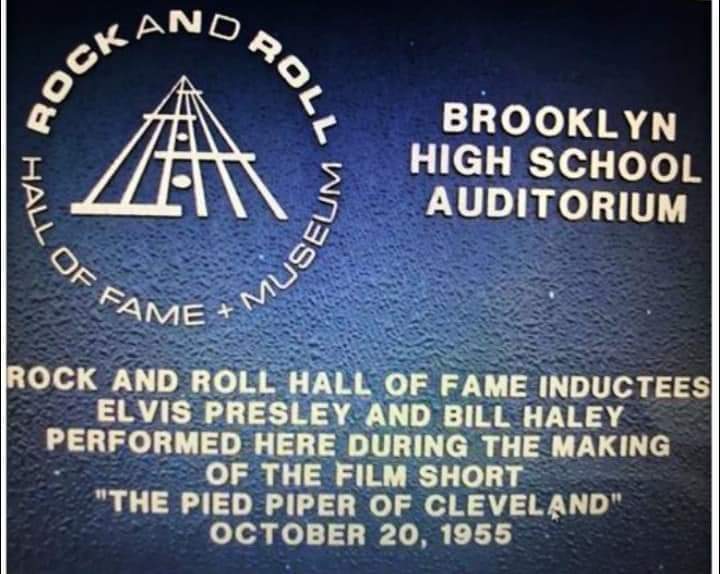 ROCK AND ROLL
HALL OF FAME + MUSEUM
BROOKLYN
HIGH SCHOOL
AUDITORIUM
ROCK AND ROLL HALL OF FAME INDUCTEES
ELVIS PRESLEY AND BILL HALEY
PERFORMED HERE DURING THE MAKING
OF THE FILM SHORT
"THE PIED PIPER OF CLEVELAND"
OCTOBER 20, 1955